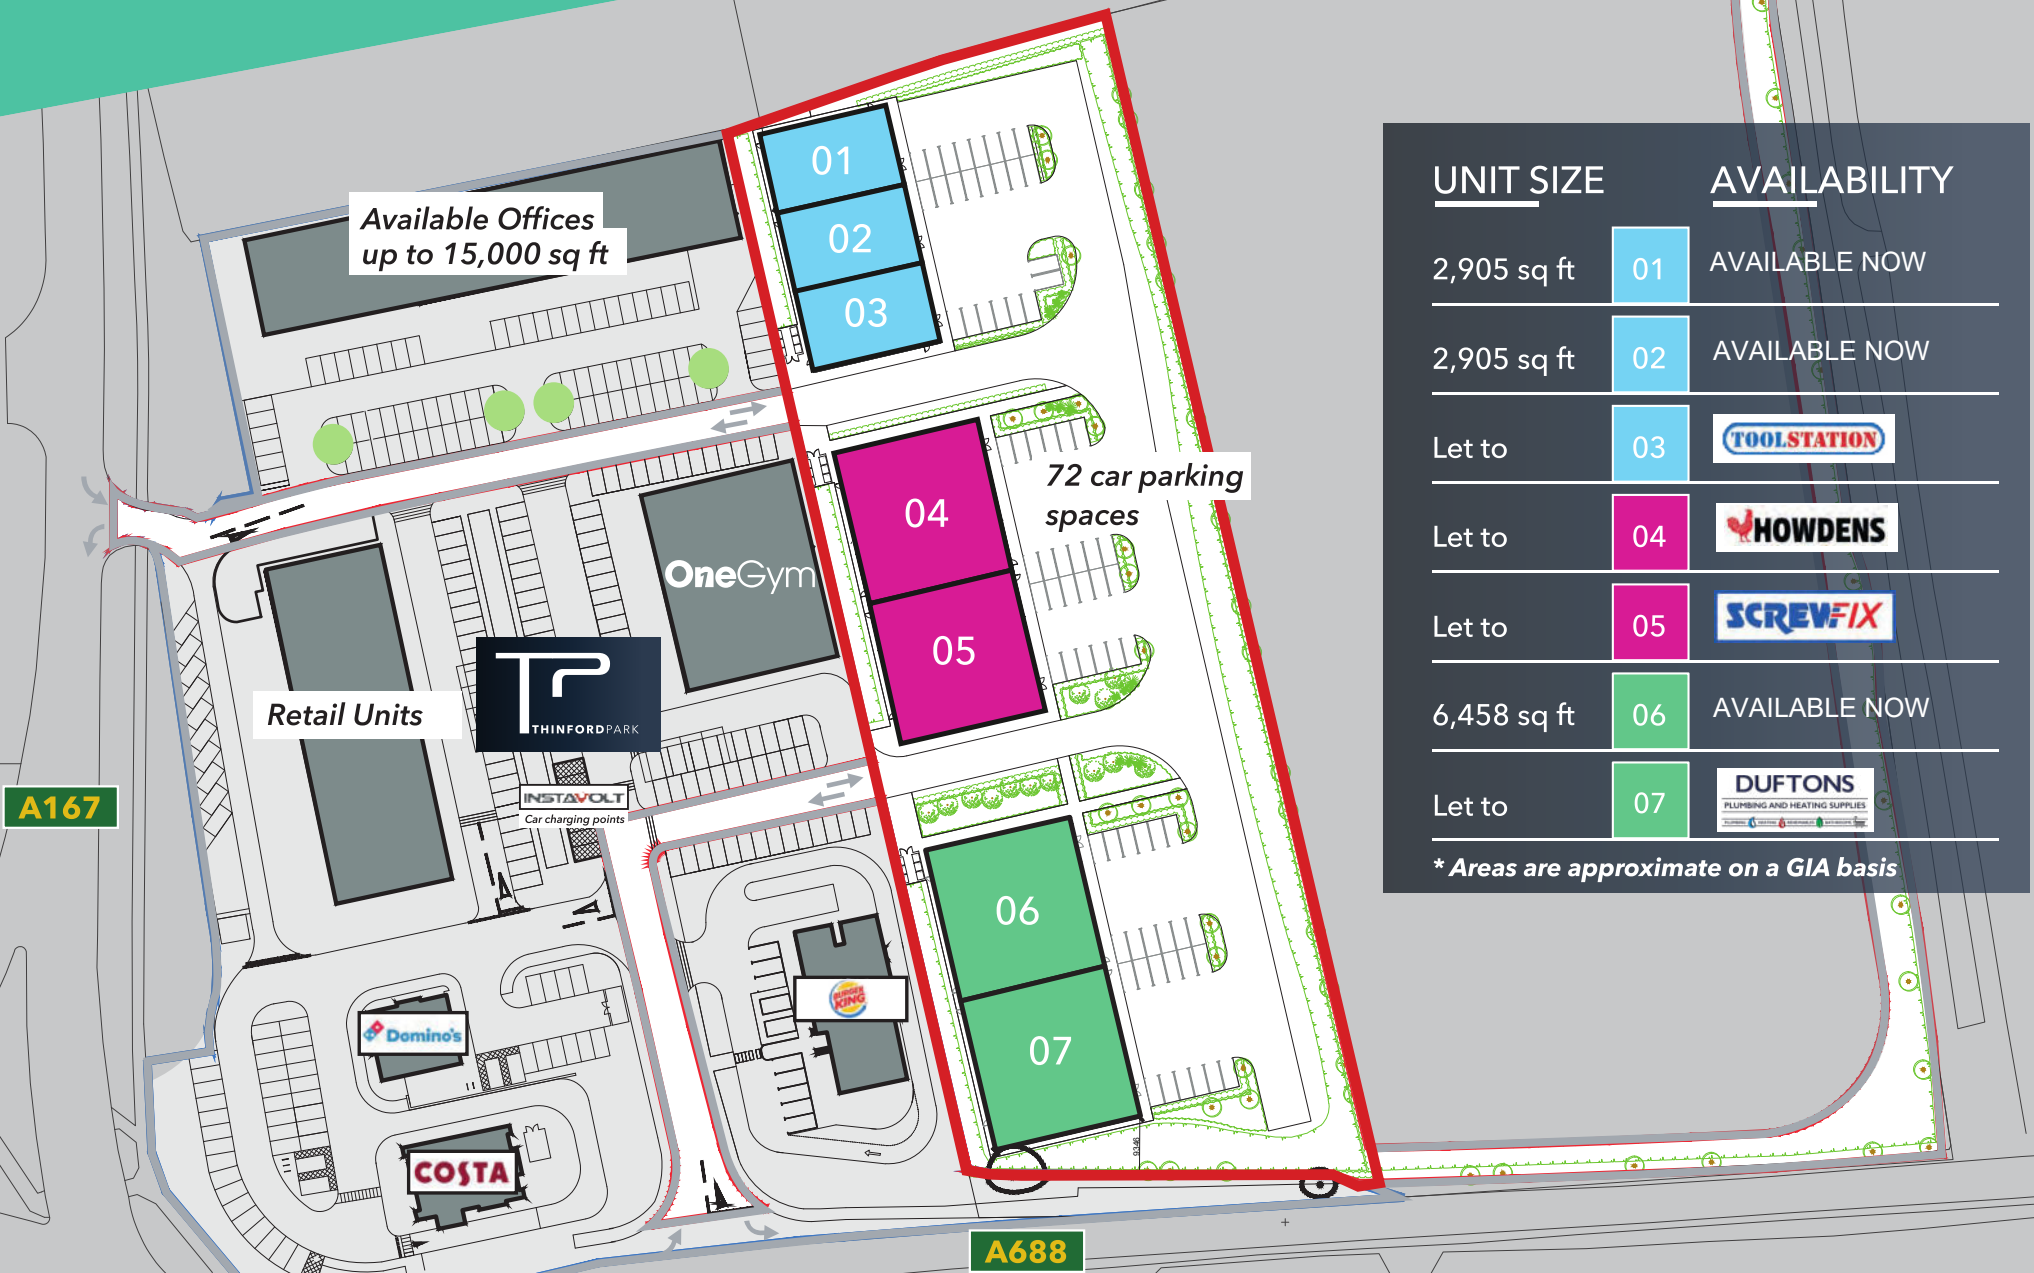 Available Offices
up to 15,000 sq ft
01
02
03
04
05
06
07
72 car parking
spaces
OneGym
Retail Units
TP
THINFORDPARK
INSTAVOLT
Car charging points
A167
BURGER
KING
Domino's
COSTA
A688
9346
UNIT SIZE AVAILABILITY
2,905 sq ft 01 AVAILABLE NOW
2,905 sq ft 02 AVAILABLE NOW
Let to 03 TOOLSTATION
Let to 04 HOWDENS
Let to 05 SCREWFIX
6,458 sq ft 06 AVAILABLE NOW
Let to 07 DUFTONS
PLUMBING AND HEATING SUPPLIES
* Areas are approximate on a GIA basis